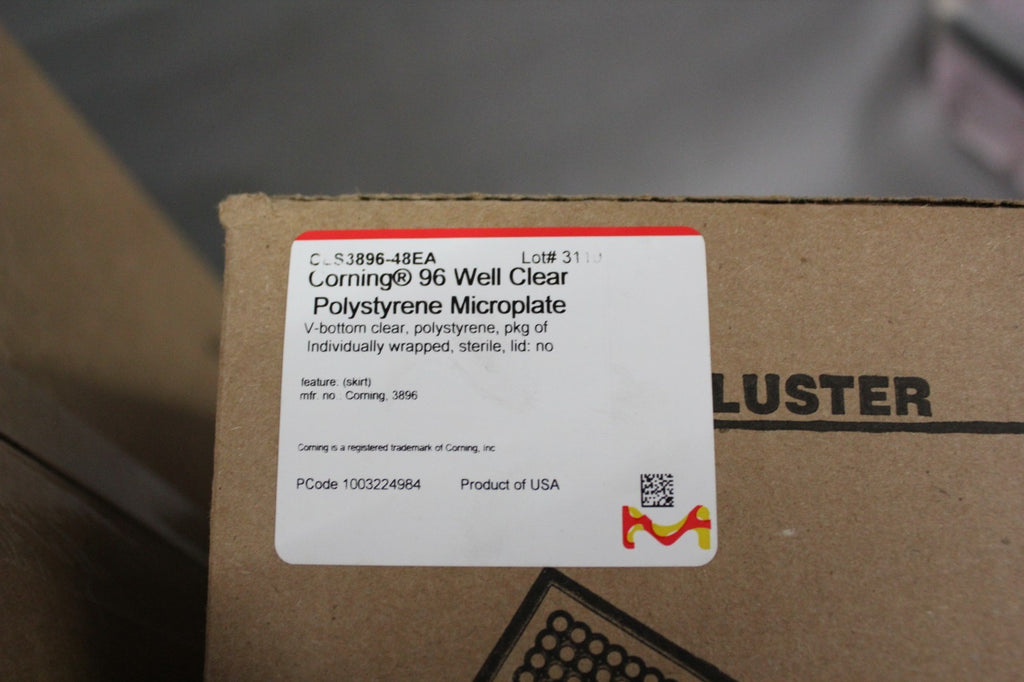 CLS3896-48EA Lot#
Corning® 96 Well Clear
Polystyrene Microplate
V-bottom clear, polystyrene, pkg of
Individually wrapped, sterile, lid: no
feature. (skirt)
mfr. no.: Corning, 3896
Corning is a registered trademark of Corning, Inc
PCode 1003224984 Product of USA
LUSTER